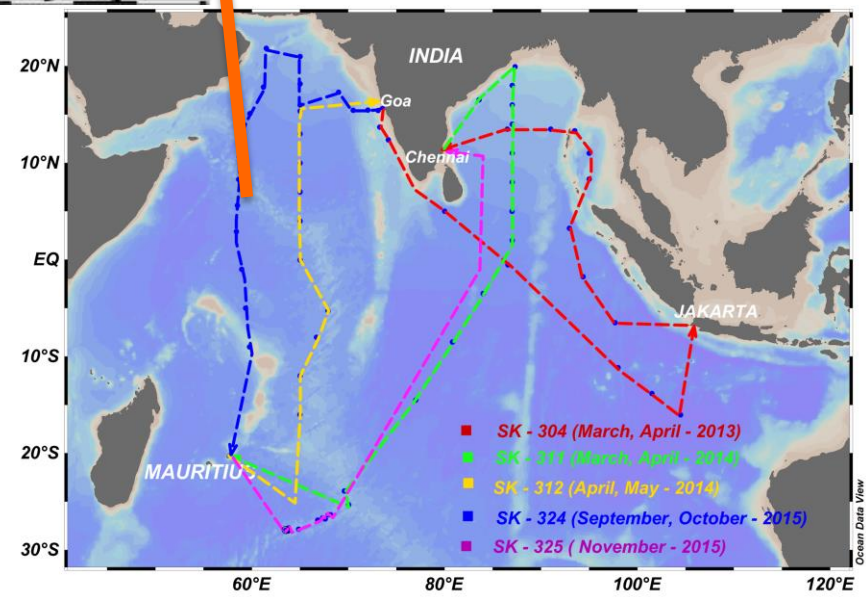 20°N
10°N
EQ
10°S
20°S
30°S
INDIA
Goa
Chennai
JAKARTA
MAURITIUS
SK - 304 (March, April - 2013)
SK - 311 (March, April - 2014)
SK - 312 (April, May - 2014)
SK - 324 (September, October - 2015)
SK - 325 ( November - 2015)
60°E
80°E
100°E
120°E
Ocean Data View